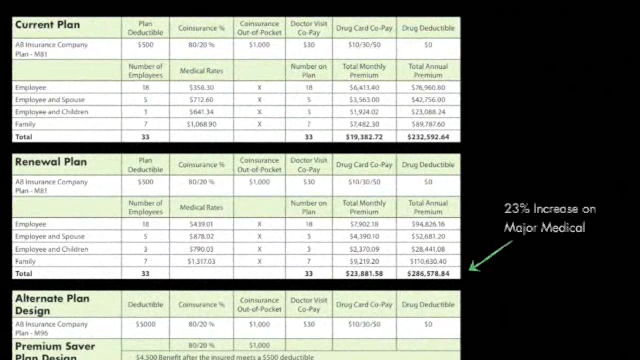 Current Plan Plan Deductible Coinsurance % Coinsurance Out-of-Pocket Doctor Visit Co-Pay Drug Card Co-Pay Drug Deductible
AB Insurance Company Plan - M81 $500 80/20 % $1,000 $30 $10/30/50 $0
Number of Employees Medical Rates Number on Plan Total Monthly Premium Total Annual Premium
Employee 18 $356.30 X 18 $6,413.40 $76,960.80
Employee and Spouse 5 $712.60 X 5 $3,563.00 $42,756.00
Employee and Children 1 $641.34 X 3 $1,924.02 $23,088.24
Family 7 $1,068.90 X 7 $7,482.30 $89,787.60
Total 33 33 $19,382.72 $232,592.64
Renewal Plan Plan Deductible Coinsurance % Coinsurance Out-of-Pocket Doctor Visit Co-Pay Drug Card Co-Pay Drug Deductible
AB Insurance Company Plan - M81 $500 80/20 % $1,000 $30 $10/30/50 $0
Number of Employees Medical Rates Number on Plan Total Monthly Premium Total Annual Premium
Employee 18 $439.01 X 18 $7,902.18 $94,826.16
Employee and Spouse 5 $878.02 X 5 $4,390.10 $52,681.20
Employee and Children 3 $790.03 X 3 $2,370.09 $28,441.08
Family 7 $1,317.03 X 7 $9,219.20 $110,630.40
Total 33 33 $23,881.58 $286,578.84
23% Increase on
Major Medical
Alternate Plan Design Deductible Coinsurance % Coinsurance Out-of-Pocket Doctor Visit Co-Pay Drug Card Co-Pay Drug Deductible
AB Insurance Company Plan - M96 $5000 80/20 % $1,000 $30 $10/30/50 $0
Premium Saver Plan Design 80/20 % $1,000
$4,500 Benefit after the insured meets a $500 deductible